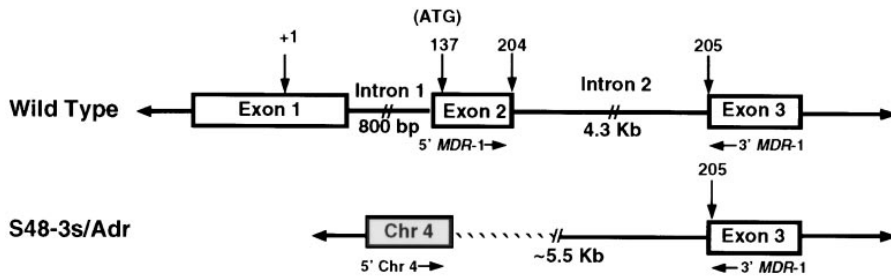 (ATG)
+1 137 204 205
Intron 1 Intron 2
Wild Type Exon 1 Exon 2 Exon 3
800 bp 4.3 Kb
5' MDR-1 3' MDR-1
205
S48-3s/Adr Chr 4 Exon 3
~5.5 Kb
5' Chr 4 3' MDR-1